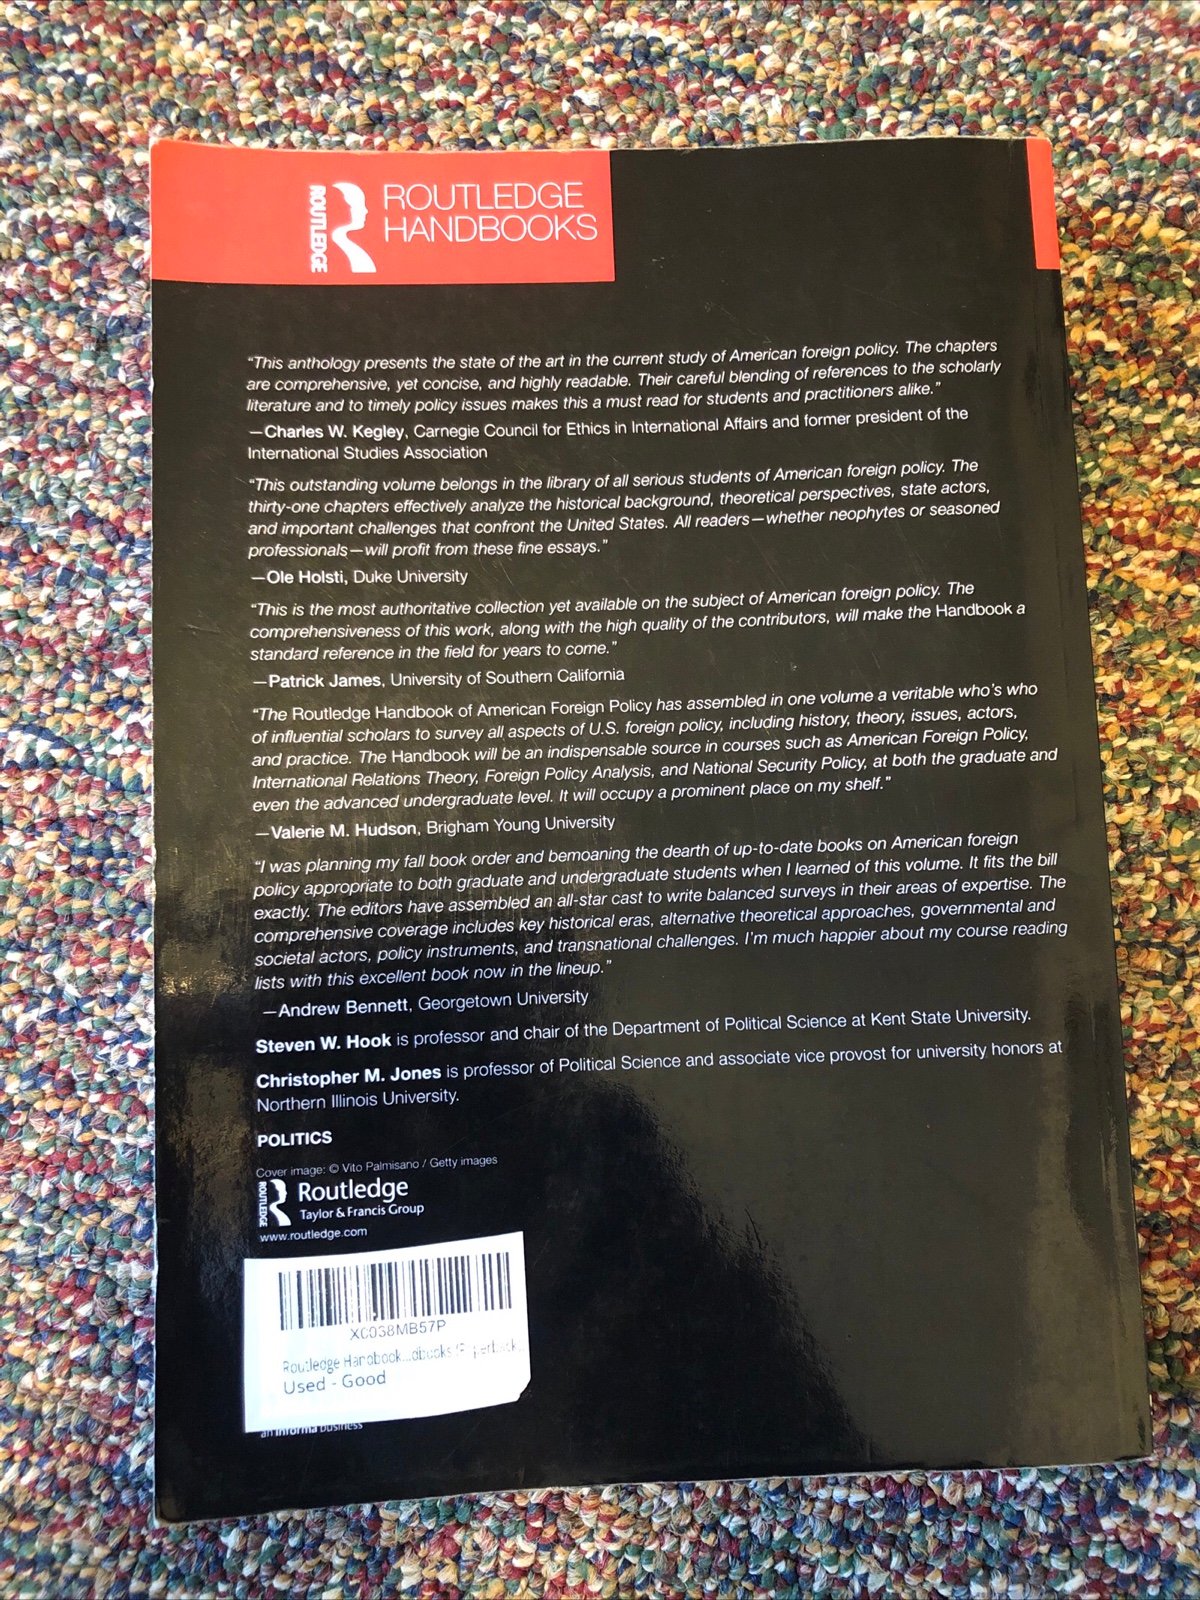 ROUTLEDGE
ROUTLEDGE
HANDBOOKS
“This anthology presents the state of the art in the current study of American foreign policy. The chapters
are comprehensive, yet concise, and highly readable. Their careful blending of references to the scholarly
literature and to timely policy issues makes this a must read for students and practitioners alike.”
—Charles W. Kegley, Carnegie Council for Ethics in International Affairs and former president of the
International Studies Association
“This outstanding volume belongs in the library of all serious students of American foreign policy. The
thirty-one chapters effectively analyze the historical background, theoretical perspectives, state actors,
and important challenges that confront the United States. All readers—whether neophytes or seasoned
professionals—will profit from these fine essays.”
—Ole Holsti, Duke University
“This is the most authoritative collection yet available on the subject of American foreign policy. The
comprehensiveness of this work, along with the high quality of the contributors, will make the Handbook a
standard reference in the field for years to come.”
—Patrick James, University of Southern California
“The Routledge Handbook of American Foreign Policy has assembled in one volume a veritable who’s who
of influential scholars to survey all aspects of U.S. foreign policy, including history, theory, issues, actors,
and practice. The Handbook will be an indispensable source in courses such as American Foreign Policy,
International Relations Theory, Foreign Policy Analysis, and National Security Policy, at both the graduate and
even the advanced undergraduate level. It will occupy a prominent place on my shelf.”
—Valerie M. Hudson, Brigham Young University
“I was planning my fall book order and bemoaning the dearth of up-to-date books on American foreign
policy appropriate to both graduate and undergraduate students when I learned of this volume. It fits the bill
exactly. The editors have assembled an all-star cast to write balanced surveys in their areas of expertise. The
comprehensive coverage includes key historical eras, alternative theoretical approaches, governmental and
societal actors, policy instruments, and transnational challenges. I’m much happier about my course reading
lists with this excellent book now in the lineup.”
—Andrew Bennett, Georgetown University
Steven W. Hook is professor and chair of the Department of Political Science at Kent State University.
Christopher M. Jones is professor of Political Science and associate vice provost for university honors at
Northern Illinois University.
POLITICS
Cover image: © Vito Palmisano / Getty images
ROUTLEDGE
Routledge
Taylor & Francis Group
www.routledge.com
XC038MB57P
Routledge Handbook...dbooks
Used - Good
an informa business